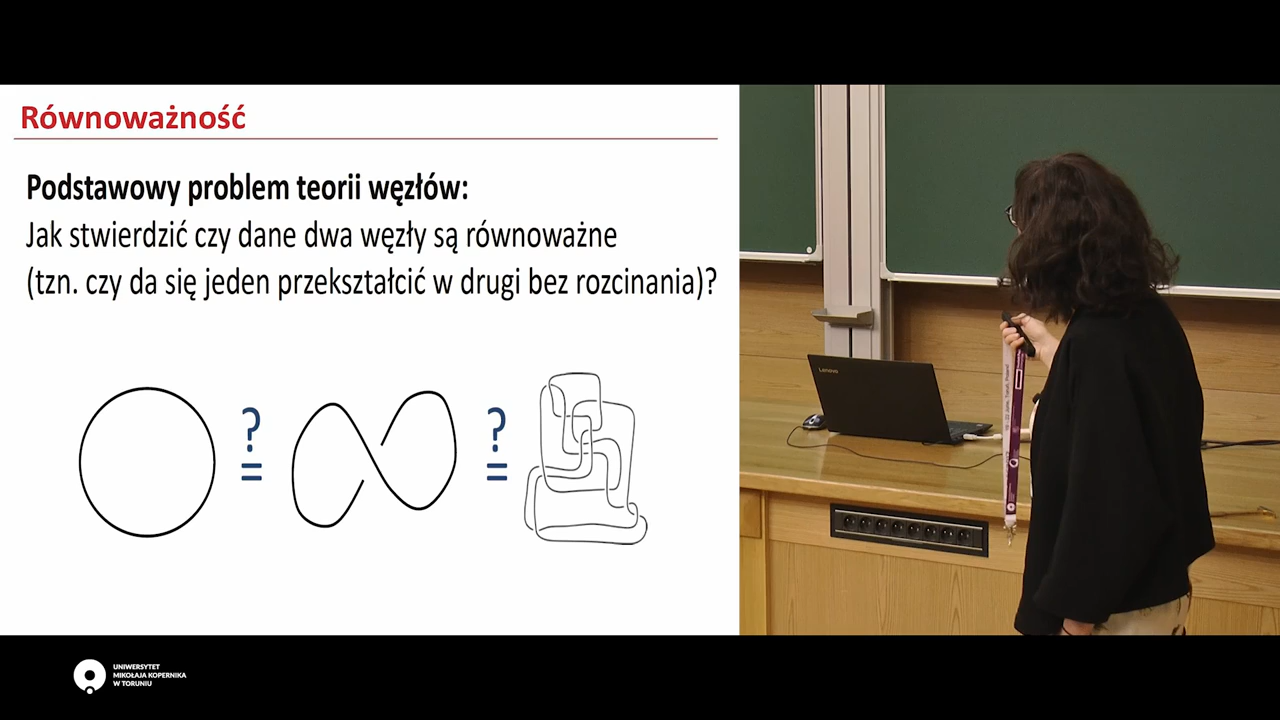 Równoważność
Podstawowy problem teorii węzłów:
Jak stwierdzić czy dane dwa węzły są równoważne
(tzn. czy da się jeden przekształcić w drugi bez rozcinania)?
? = ? =
Lenovo
UNIWERSYTET
MIKOŁAJA KOPERNIKA
W TORUNIU